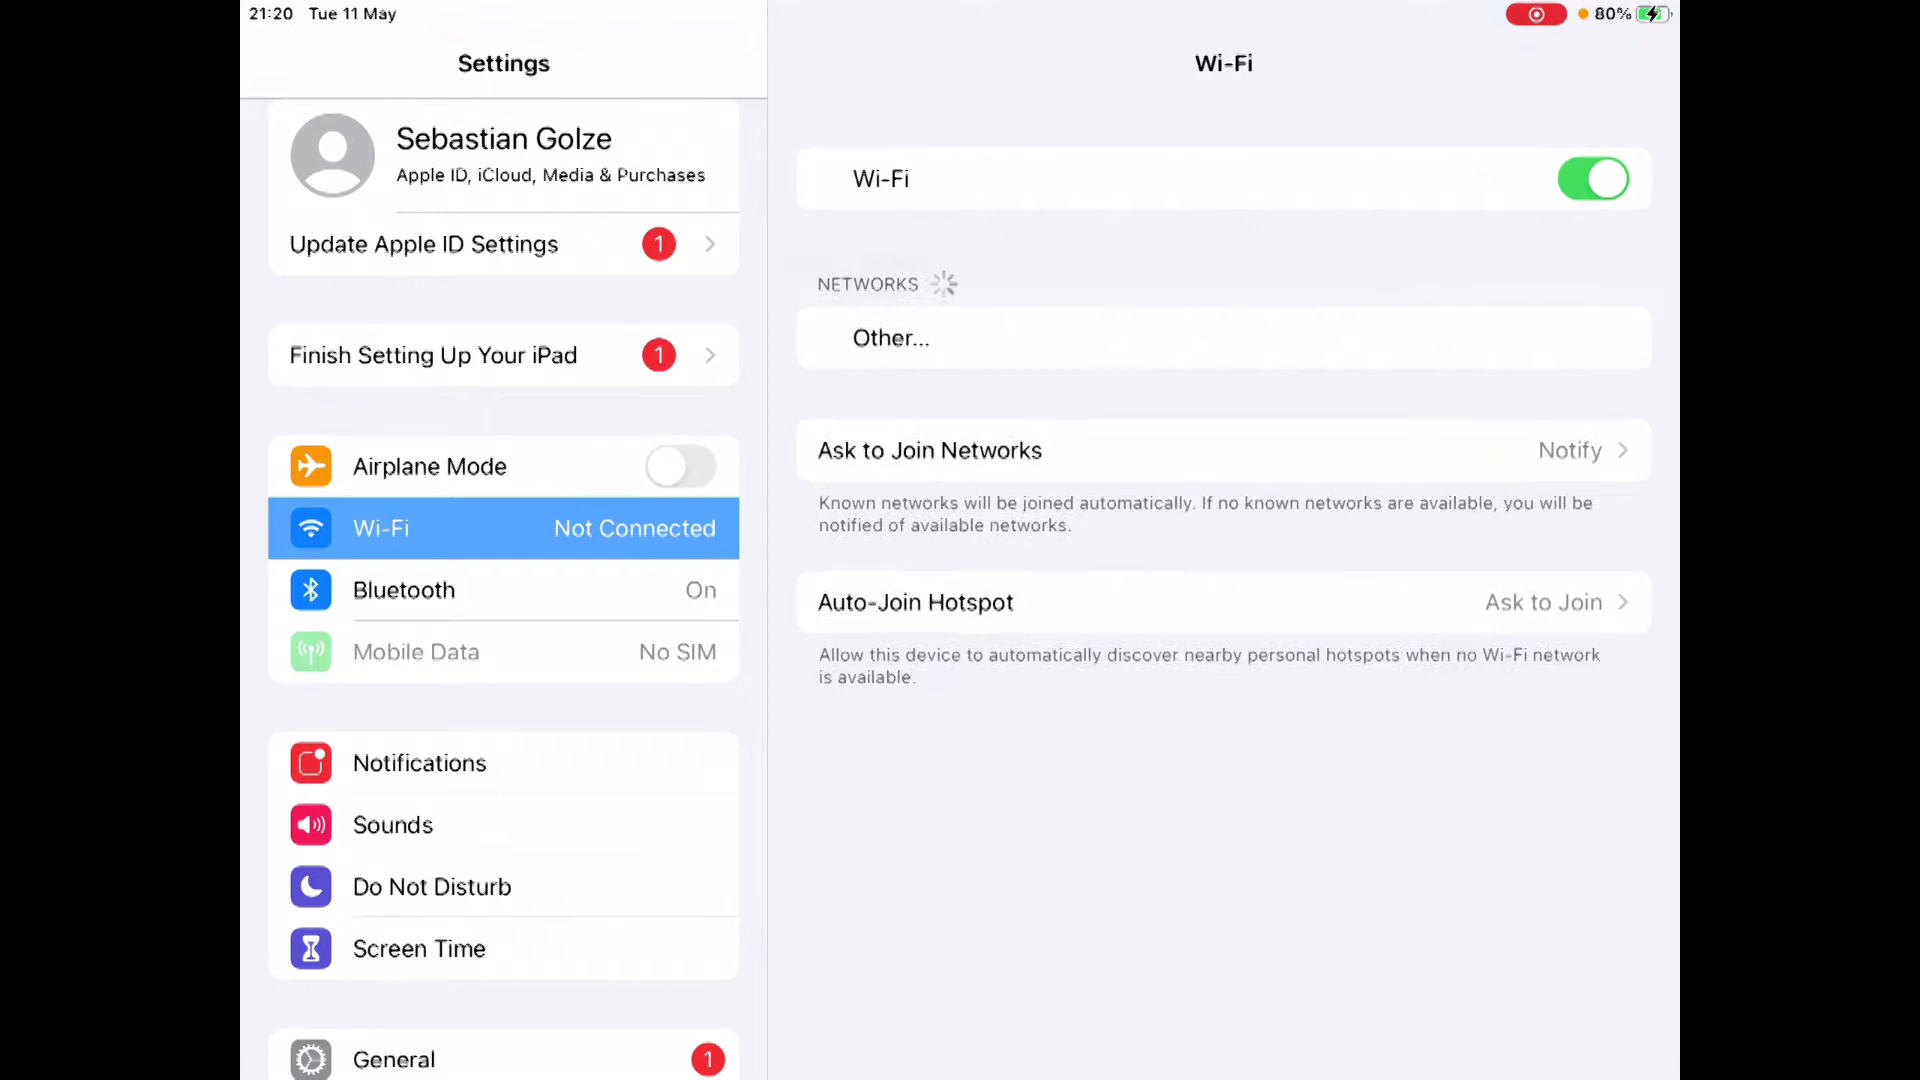 21:20 Tue 11 May
80%
Settings
Sebastian Golze
Apple ID, iCloud, Media & Purchases
Update Apple ID Settings 1
Finish Setting Up Your iPad 1
Airplane Mode
Wi-Fi Not Connected
Bluetooth On
Mobile Data No SIM
Notifications
Sounds
Do Not Disturb
Screen Time
General 1
Wi-Fi
Wi-Fi
NETWORKS
Other...
Ask to Join Networks Notify
Known networks will be joined automatically. If no known networks are available, you will be
notified of available networks.
Auto-Join Hotspot Ask to Join
Allow this device to automatically discover nearby personal hotspots when no Wi-Fi network
is available.